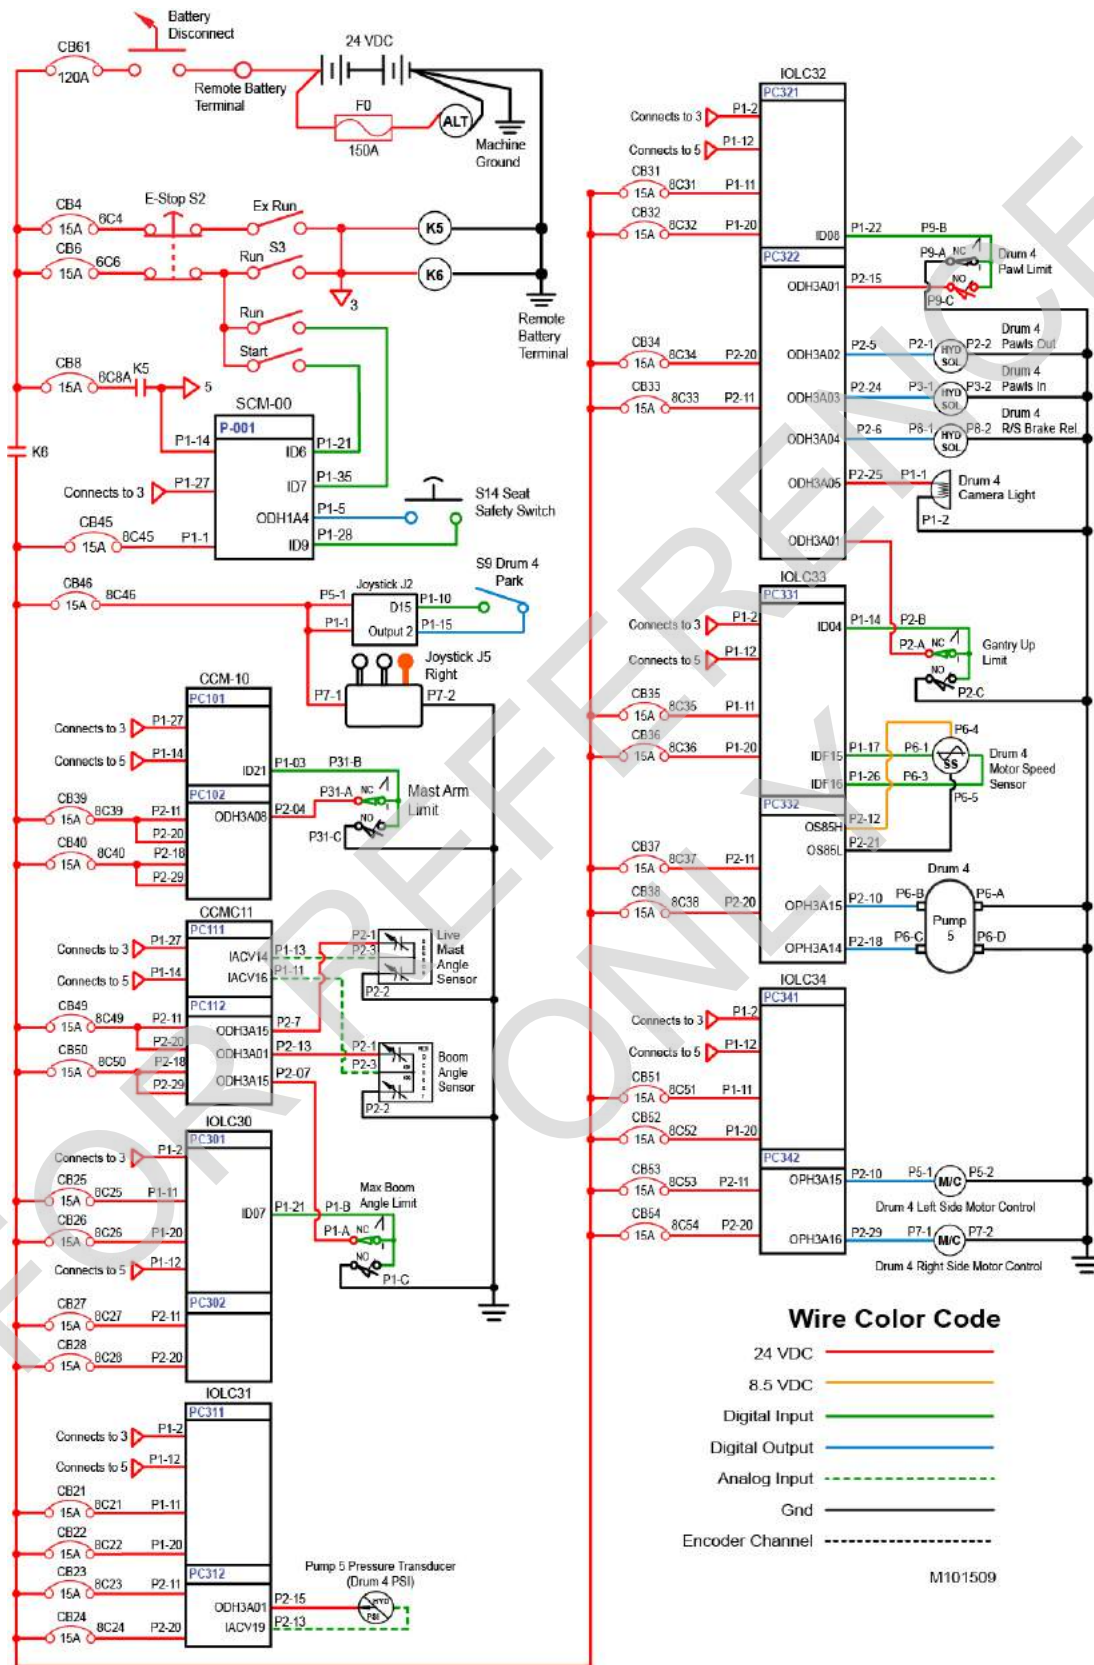 Battery
Disconnect
CB61
120A
24 VDC
Remote Battery
Terminal
F0
150A
ALT
Machine
Ground
CB4
15A
6C4
E-Stop S2
Ex Run
K5
CB6
15A
6C6
Run
S3
K6
3
Remote
Battery
Terminal
Run
Start
CB8
15A
6C8A
K5
5
K6
SCM-00
P-001
P1-14
ID6
P1-21
Connects to 3
P1-27
ID7
P1-35
ODH1A4
P1-5
S14 Seat
Safety Switch
CB45
15A
8C45
P1-1
ID9
P1-28
CB46
15A
8C46
Joystick J2
P5-1
D15
P1-10
P1-1
Output 2
P1-15
S9 Drum 4
Park
Joystick J5
Right
P7-1
P7-2
CCM-10
PC101
Connects to 3
P1-27
Connects to 5
P1-14
ID21
P1-03
P31-B
PC102
ODH3A08
P2-04
P31-A
NC
NO
P31-C
Mast Arm
Limit
CB39
15A
8C39
P2-11
P2-20
CB40
15A
8C40
P2-18
P2-29
CCMC11
PC111
Connects to 3
P1-27
Connects to 5
P1-14
IACV14
P1-13
IACV16
P1-11
P2-1
P2-3
P2-2
Live
Mast
Angle
Sensor
PC112
CB49
15A
8C49
P2-11
P2-20
CB50
15A
8C50
P2-18
P2-29
ODH3A15
P2-7
ODH3A01
P2-13
ODH3A15
P2-07
P2-1
P2-3
P2-2
Boom
Angle
Sensor
IOLC30
PC301
Connects to 3
P1-2
CB25
15A
8C25
P1-11
CB26
15A
8C26
P1-20
Connects to 5
P1-12
ID07
P1-21
P1-B
P1-A
NC
NO
P1-C
Max Boom
Angle Limit
PC302
CB27
15A
8C27
P2-11
CB28
15A
8C28
P2-20
IOLC31
PC311
Connects to 3
P1-2
Connects to 5
P1-12
CB21
15A
8C21
P1-11
CB22
15A
8C22
P1-20
PC312
CB23
15A
8C23
P2-11
CB24
15A
8C24
P2-20
ODH3A01
P2-15
IACV19
P2-13
Pump 5 Pressure Transducer
(Drum 4 PSI)
HYD
PSI
IOLC32
PC321
Connects to 3
P1-2
Connects to 5
P1-12
CB31
15A
8C31
P1-11
CB32
15A
8C32
P1-20
ID08
P1-22
P9-B
P9-A
NC
NO
P9-C
Drum 4
Pawl Limit
PC322
ODH3A01
P2-15
CB34
15A
8C34
P2-20
CB33
15A
8C33
P2-11
ODH3A02
P2-5
P2-1
HYD
SOL
P2-2
Drum 4
Pawls Out
ODH3A03
P2-24
P3-1
HYD
SOL
P3-2
Drum 4
Pawls In
ODH3A04
P2-6
P8-1
HYD
SOL
P8-2
Drum 4
R/S Brake Rel
ODH3A05
P2-25
P1-1
P1-2
Drum 4
Camera Light
ODH3A01
IOLC33
PC331
Connects to 3
P1-2
Connects to 5
P1-12
ID04
P1-14
P2-B
P2-A
NC
NO
P2-C
Gantry Up
Limit
CB35
15A
8C35
P1-11
CB36
15A
8C36
P1-20
IDF15
P1-17
P6-1
IDF16
P1-26
P6-3
P6-4
SS
P6-5
Drum 4
Motor Speed
Sensor
PC332
OS85H
P2-12
OS85L
P2-21
CB37
15A
8C37
P2-11
CB38
15A
8C38
P2-20
OPH3A15
P2-10
OPH3A14
P2-18
Drum 4
P6-B
P6-A
Pump
5
P6-C
P6-D
IOLC34
PC341
Connects to 3
P1-2
Connects to 5
P1-12
CB51
15A
8C51
P1-11
CB52
15A
8C52
P1-20
PC342
CB53
15A
8C53
P2-11
CB54
15A
8C54
P2-20
OPH3A15
P2-10
P5-1
M/C
P5-2
Drum 4 Left Side Motor Control
OPH3A16
P2-29
P7-1
M/C
P7-2
Drum 4 Right Side Motor Control
Wire Color Code
24 VDC
8.5 VDC
Digital Input
Digital Output
Analog Input
Gnd
Encoder Channel
M101509
FOR REFERENCE
ONLY